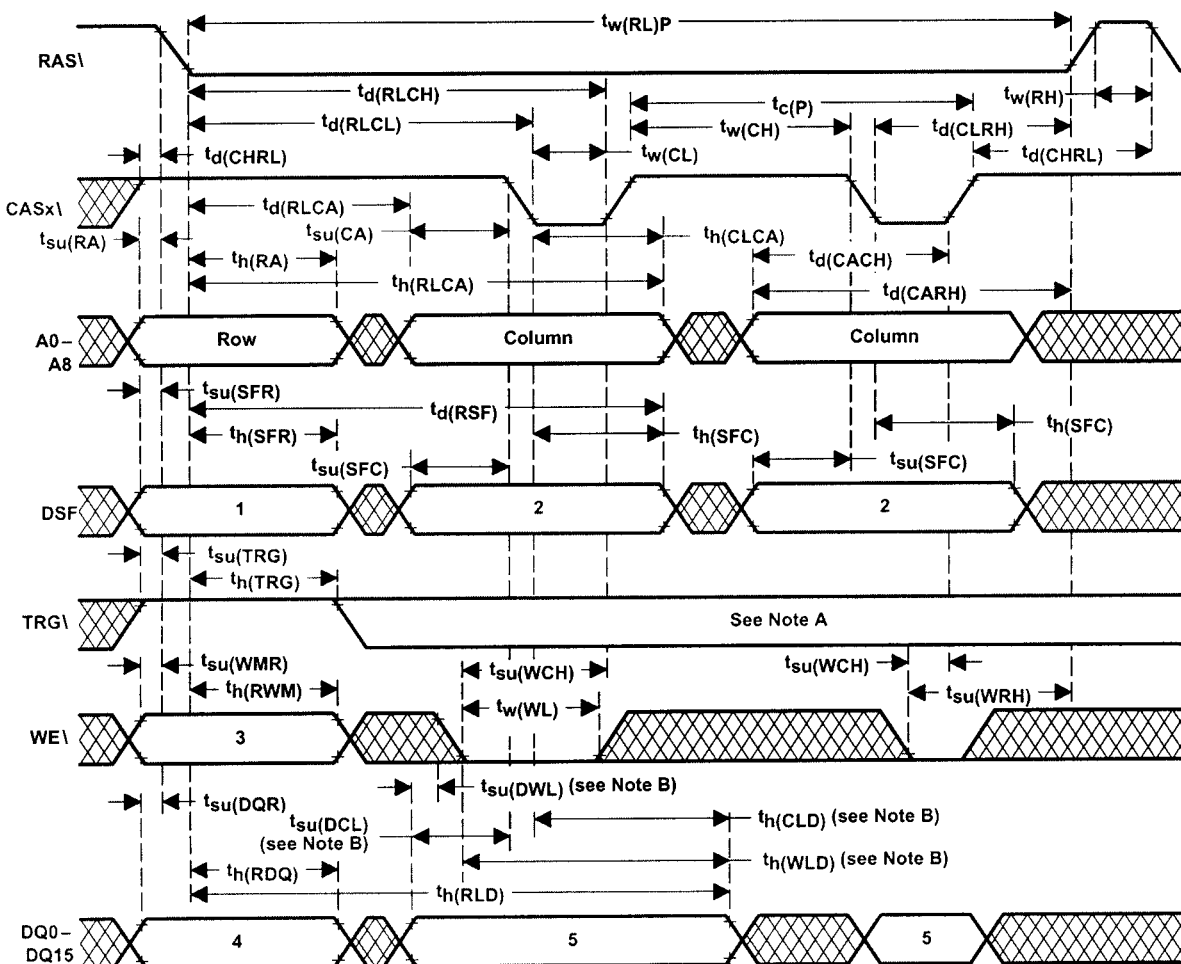 tw(RL)P
RAS\
td(RLCH)
tc(P)
tw(RH)
td(RLCL)
tw(CH)
td(CLRH)
td(CHRL)
tw(CL)
td(CHRL)
CASx\
td(RLCA)
tsu(RA)
tsu(CA)
th(CLCA)
th(RA)
td(CACH)
th(RLCA)
td(CARH)
A0–
A8
Row
Column
Column
tsu(SFR)
td(RSF)
th(SFR)
th(SFC)
th(SFC)
tsu(SFC)
tsu(SFC)
DSF
1
2
2
tsu(TRG)
th(TRG)
TRG\
See Note A
tsu(WMR)
tsu(WCH)
tsu(WCH)
th(RWM)
tw(WL)
tsu(WRH)
WE\
3
tsu(DWL) (see Note B)
tsu(DQR)
tsu(DCL)
(see Note B)
th(CLD) (see Note B)
th(RDQ)
th(WLD) (see Note B)
th(RLD)
DQ0–
DQ15
4
5
5